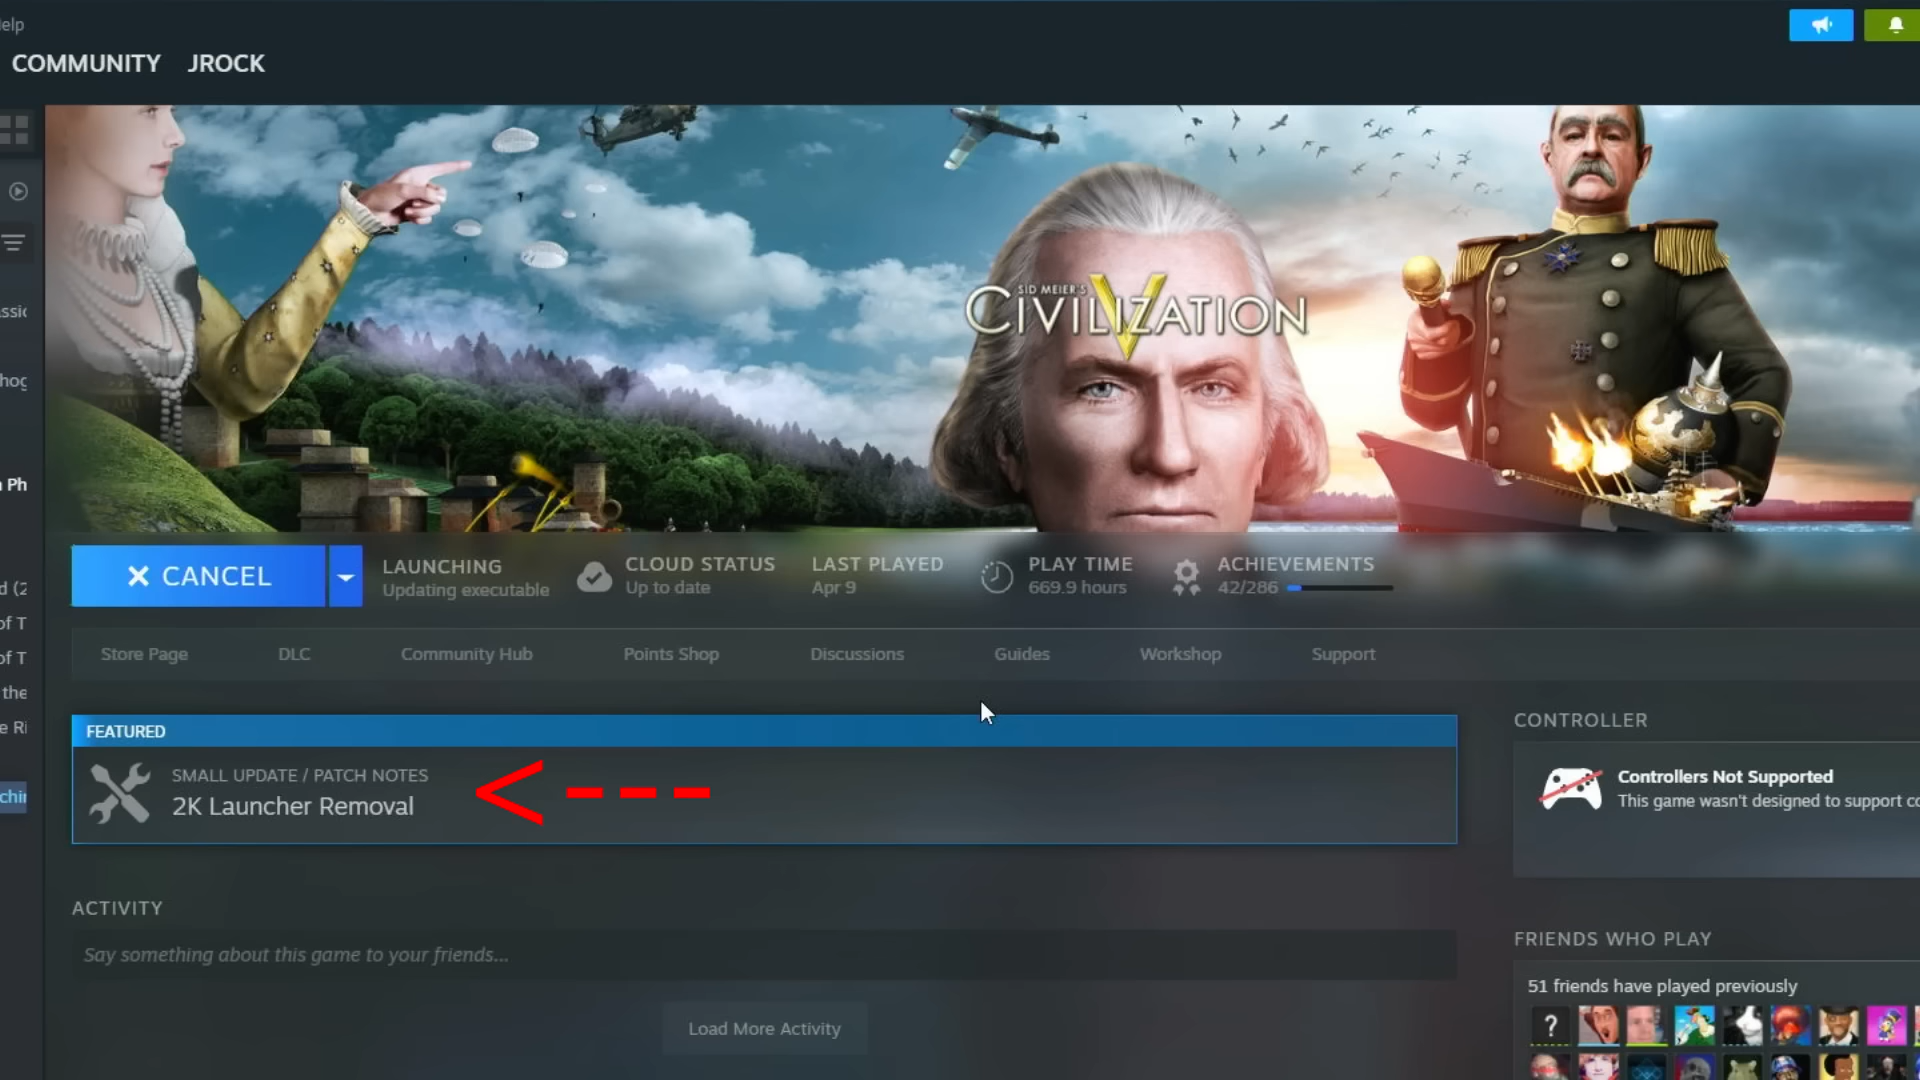 COMMUNITY JROCK
SID MEIER'S
CIVILIZATION
V
CANCEL
LAUNCHING
Updating executable
CLOUD STATUS
Up to date
LAST PLAYED
Apr 9
PLAY TIME
669.9 hours
ACHIEVEMENTS
42/286
Store Page DLC Community Hub Points Shop Discussions Guides Workshop Support
FEATURED
SMALL UPDATE / PATCH NOTES
2K Launcher Removal
CONTROLLER
Controllers Not Supported
This game wasn't designed to support
ACTIVITY
Say something about this game to your friends...
Load More Activity
FRIENDS WHO PLAY
51 friends have played previously
?